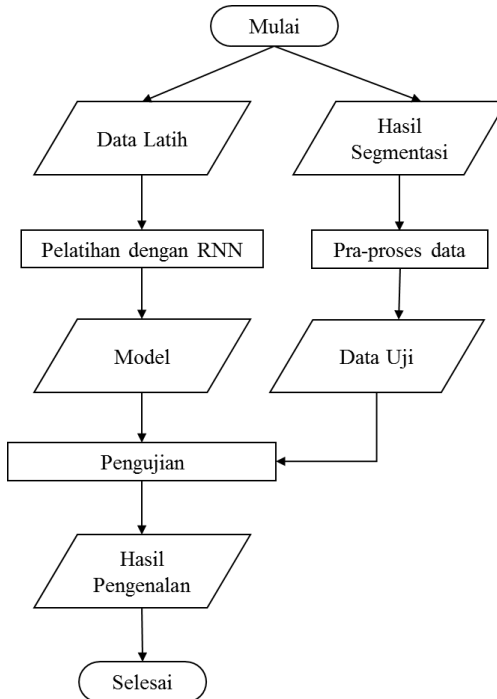 Mulai
Data Latih
Hasil
Segmentasi
Pelatihan dengan RNN
Pra-proses data
Model
Data Uji
Pengujian
Hasil
Pengenalan
Selesai